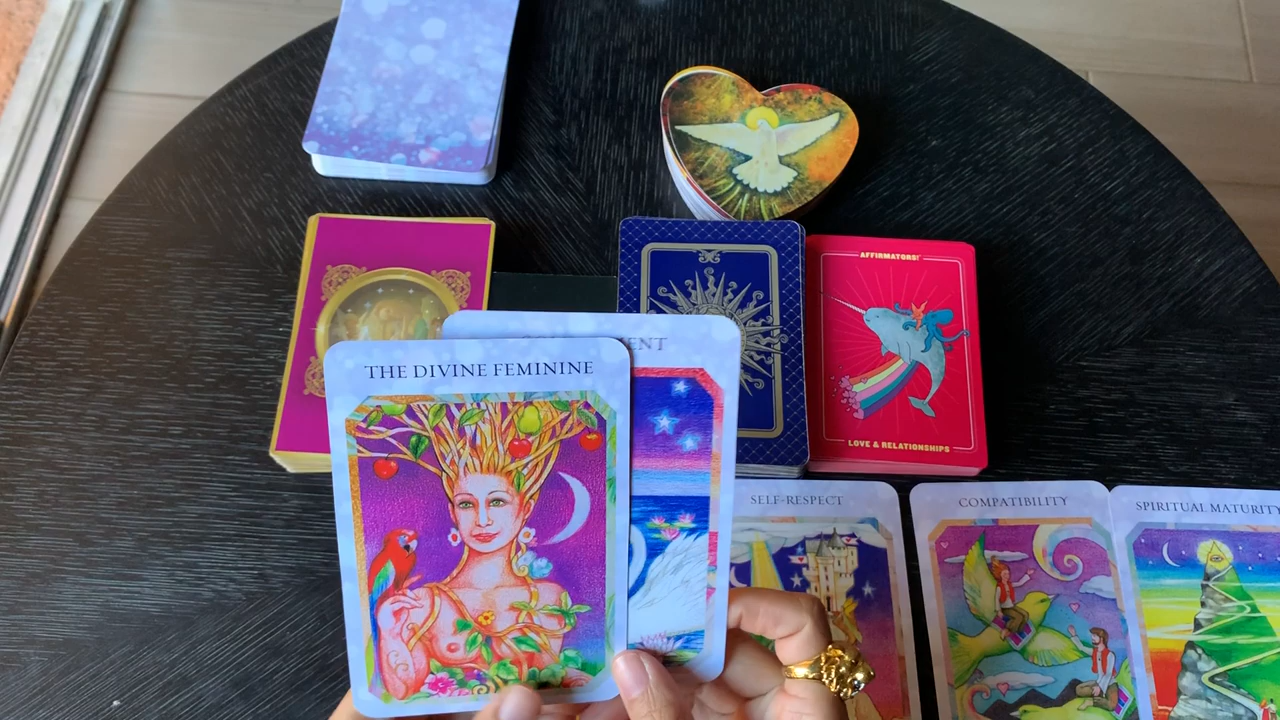 AFFIRMATORS!
LOVE & RELATIONSHIPS
THE DIVINE FEMININE
SELF-RESPECT
COMPATIBILITY
SPIRITUAL MATURITY